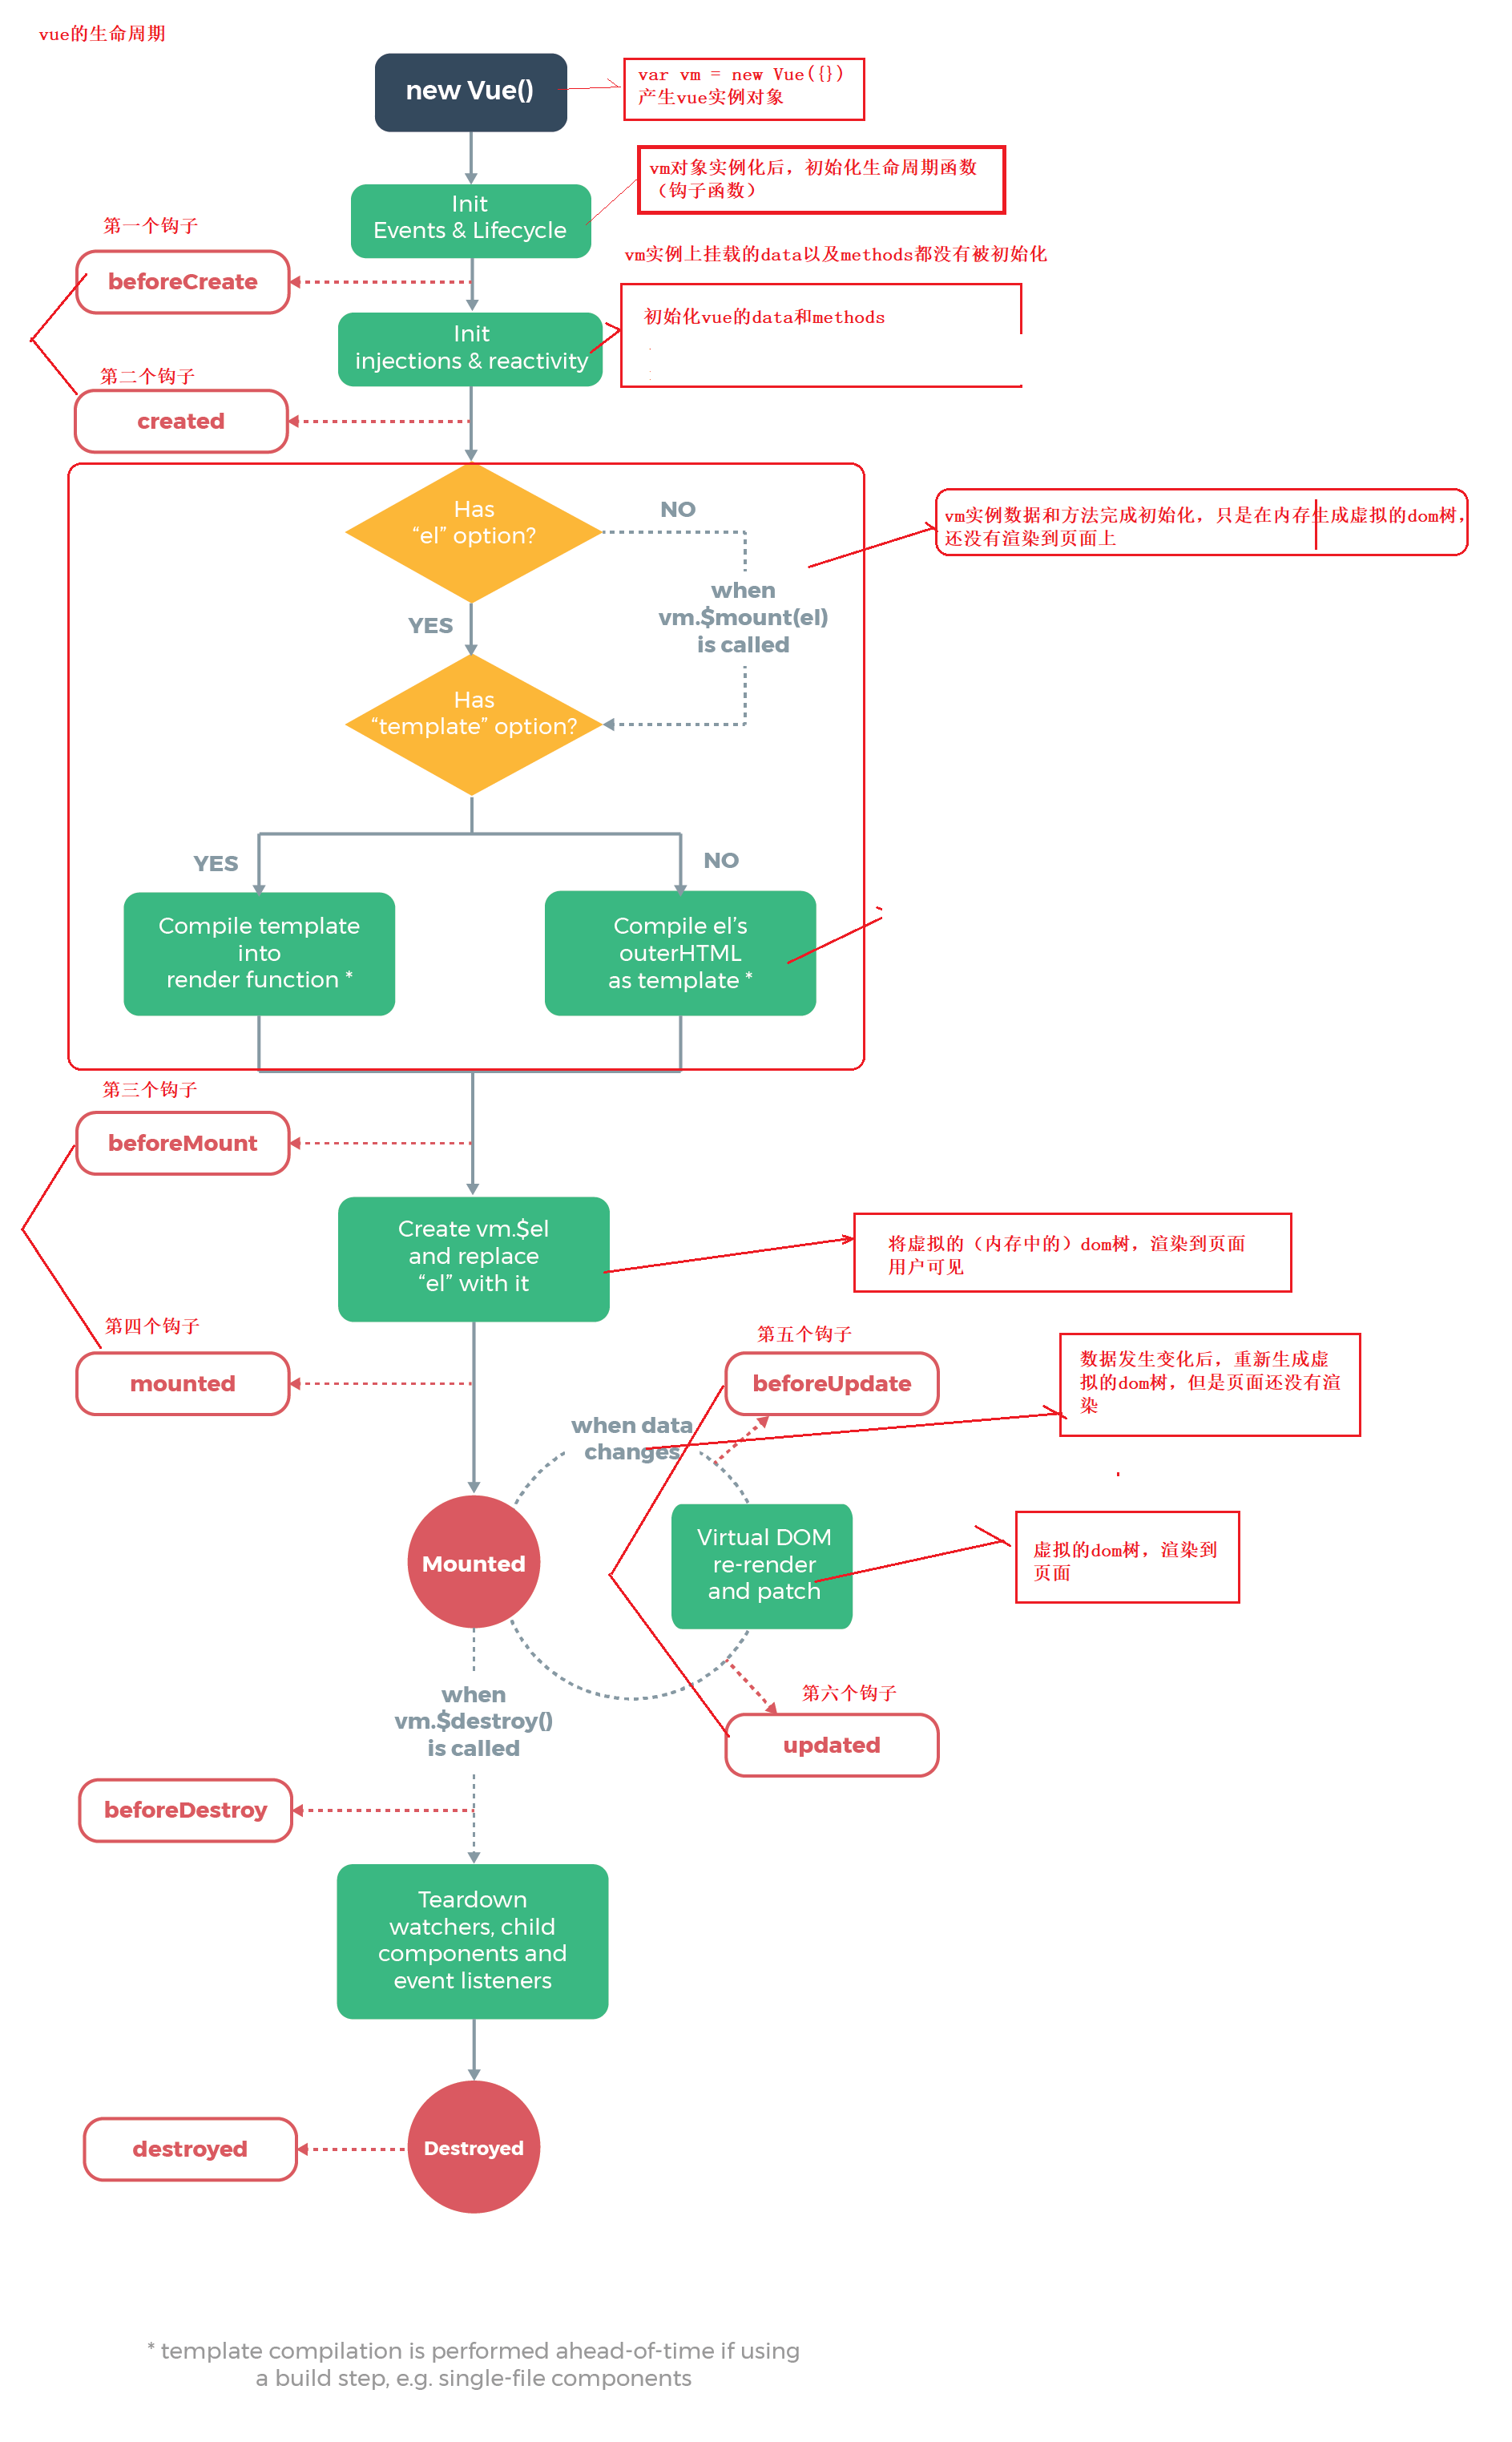 vue的生命周期
new Vue()
var vm = new Vue({})
产生vue实例对象
Init
Events & Lifecycle
vm对象实例化后，初始化生命周期函数
（钩子函数）
第一个钩子
beforeCreate
vm实例上挂载的data以及methods都没有被初始化
Init
injections & reactivity
初始化vue的data和methods
第二个钩子
created
Has
“el” option?
NO
vm实例数据和方法完成初始化，只是在内存生成虚拟的dom树，
还没有渲染到页面上
when
vm.$mount(el)
is called
YES
Has
“template” option?
YES
NO
Compile template
into
render function *
Compile el’s
outerHTML
as template *
第三个钩子
beforeMount
Create vm.$el
and replace
“el” with it
将虚拟的（内存中的）dom树，渲染到页面
用户可见
第四个钩子
mounted
第五个钩子
beforeUpdate
数据发生变化后，重新生成虚
拟的dom树，但是页面还没有渲
染
when data
changes
Mounted
Virtual DOM
re-render
and patch
虚拟的dom树，渲染到
页面
when
vm.$destroy()
is called
第六个钩子
updated
beforeDestroy
Teardown
watchers, child
components and
event listeners
destroyed
Destroyed
* template compilation is performed ahead-of-time if using
a build step, e.g. single-file components